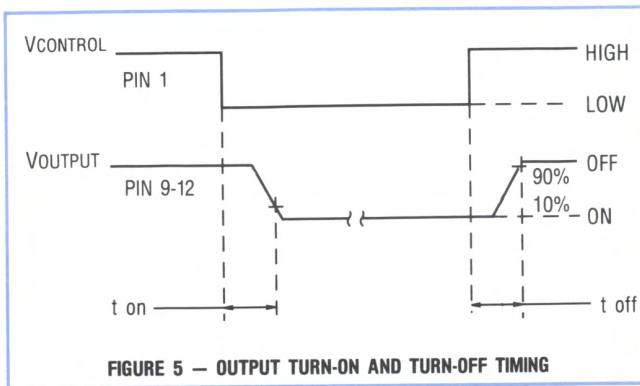 VCONTROL
PIN 1
HIGH
LOW
VOUTPUT
PIN 9-12
OFF
90%
10%
ON
t on
t off
FIGURE 5 — OUTPUT TURN-ON AND TURN-OFF TIMING